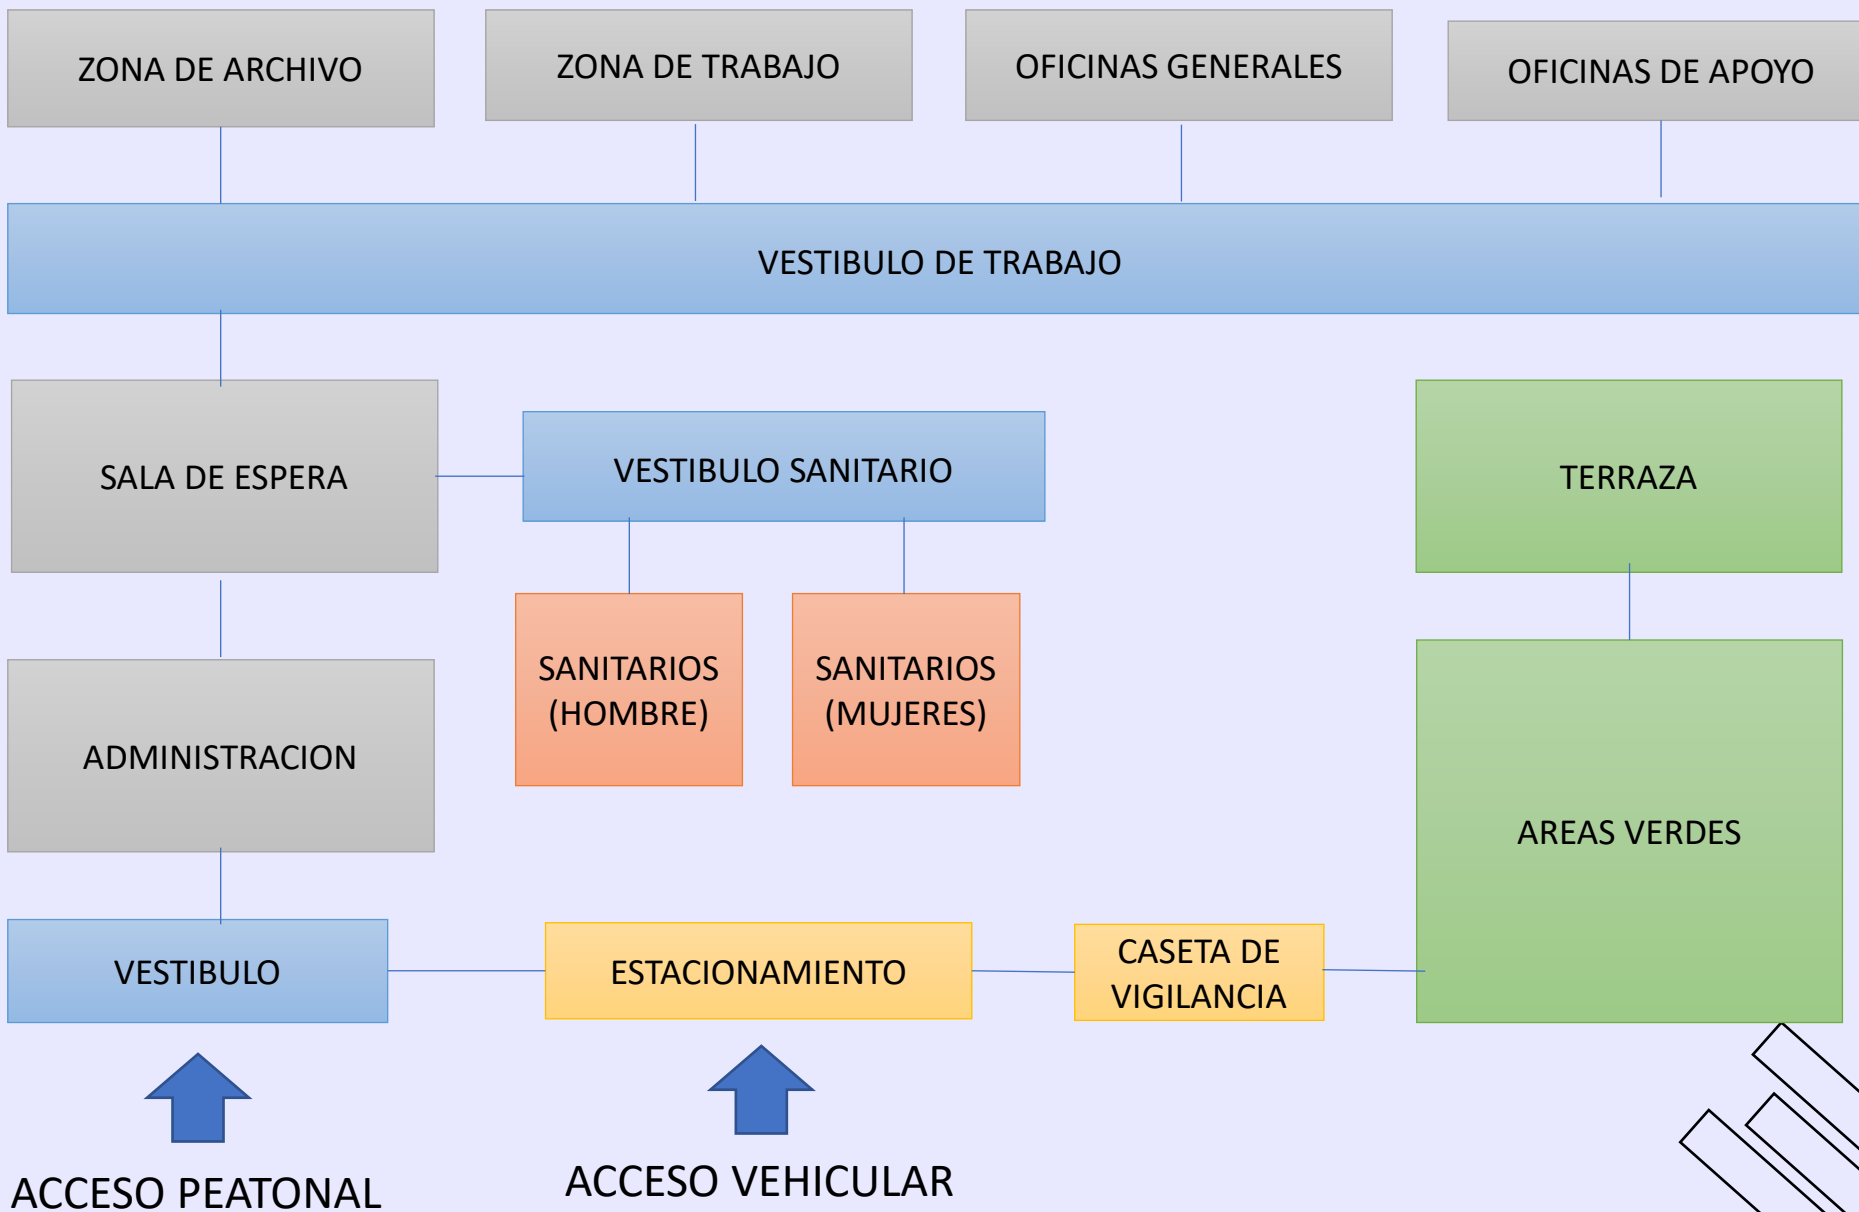 ZONA DE ARCHIVO
ZONA DE TRABAJO
OFICINAS GENERALES
OFICINAS DE APOYO
VESTIBULO DE TRABAJO
SALA DE ESPERA
VESTIBULO SANITARIO
TERRAZA
SANITARIOS
(HOMBRE)
SANITARIOS
(MUJERES)
ADMINISTRACION
AREAS VERDES
VESTIBULO
ESTACIONAMIENTO
CASETA DE
VIGILANCIA
ACCESO PEATONAL
ACCESO VEHICULAR